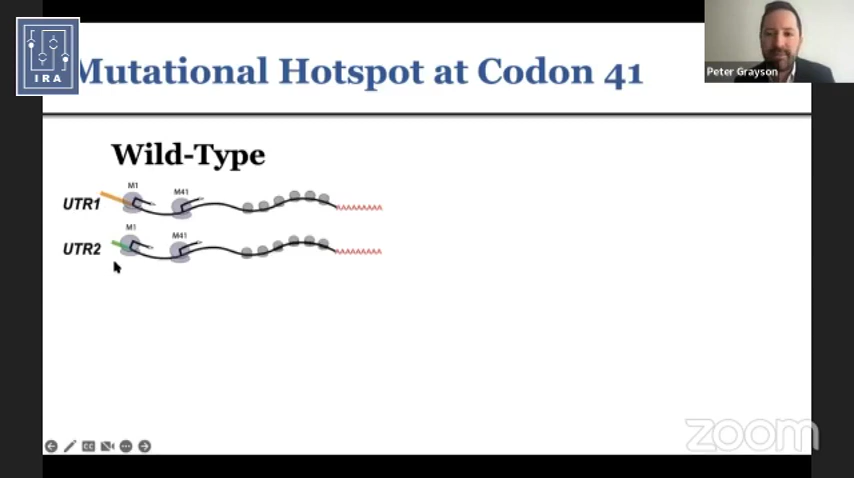 IRA
Mutational Hotspot at Codon 41
Peter Grayson
Wild-Type
M1
M41
UTR1
M1
M41
UTR2
zoom